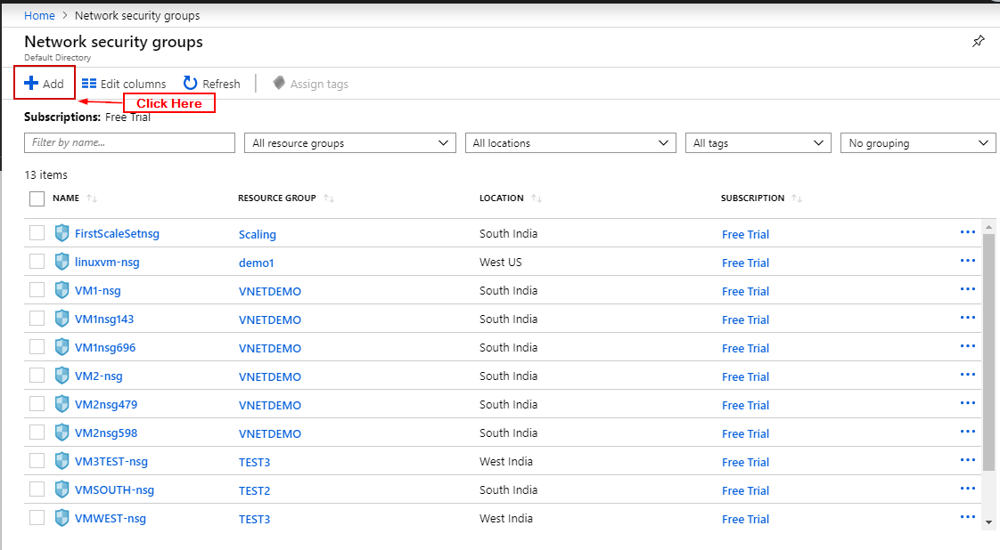 Home > Network security groups
Network security groups
Default Directory
Add Edit columns Refresh Assign tags
Click Here
Subscriptions: Free Trial
Filter by name... All resource groups All locations All tags No grouping
13 items
NAME RESOURCE GROUP LOCATION SUBSCRIPTION
FirstScaleSetnsg Scaling South India Free Trial
linuxvm-nsg demo1 West US Free Trial
VM1-nsg VNETDEMO South India Free Trial
VM1nsg143 VNETDEMO South India Free Trial
VM1nsg696 VNETDEMO South India Free Trial
VM2-nsg VNETDEMO South India Free Trial
VM2nsg479 VNETDEMO South India Free Trial
VM2nsg598 VNETDEMO South India Free Trial
VM3TEST-nsg TEST3 West India Free Trial
VMSOUTH-nsg TEST2 South India Free Trial
VMWEST-nsg TEST3 West India Free Trial